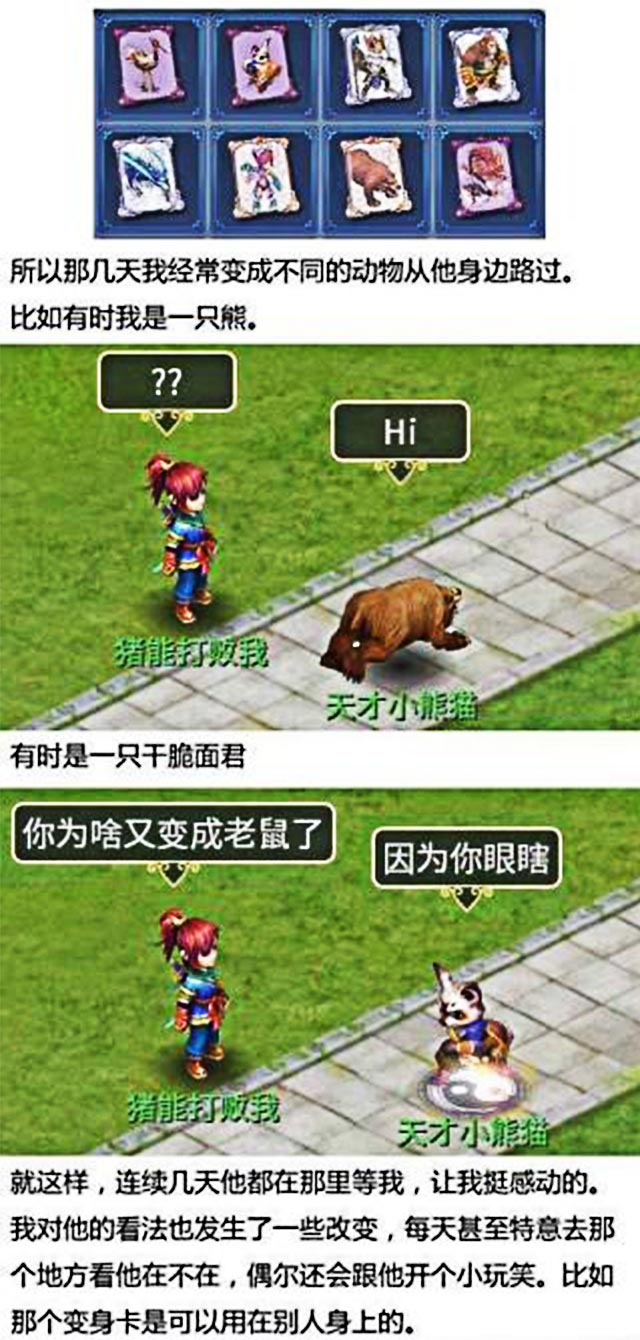 所以那几天我经常变成不同的动物从他身边路过。
比如有时我是一只熊。
??
Hi
猪能打败我
天才小熊猫
有时是一只干脆面君
你为啥又变成老鼠了
因为你眼瞎
猪能打败我
天才小熊猫
就这样，连续几天他都在那里等我，让我挺感动的。
我对他的看法也发生了一些改变，每天甚至特意去那
个地方看他在不在，偶尔还会跟他开个小玩笑。比如
那个变身卡是可以用在别人身上的。